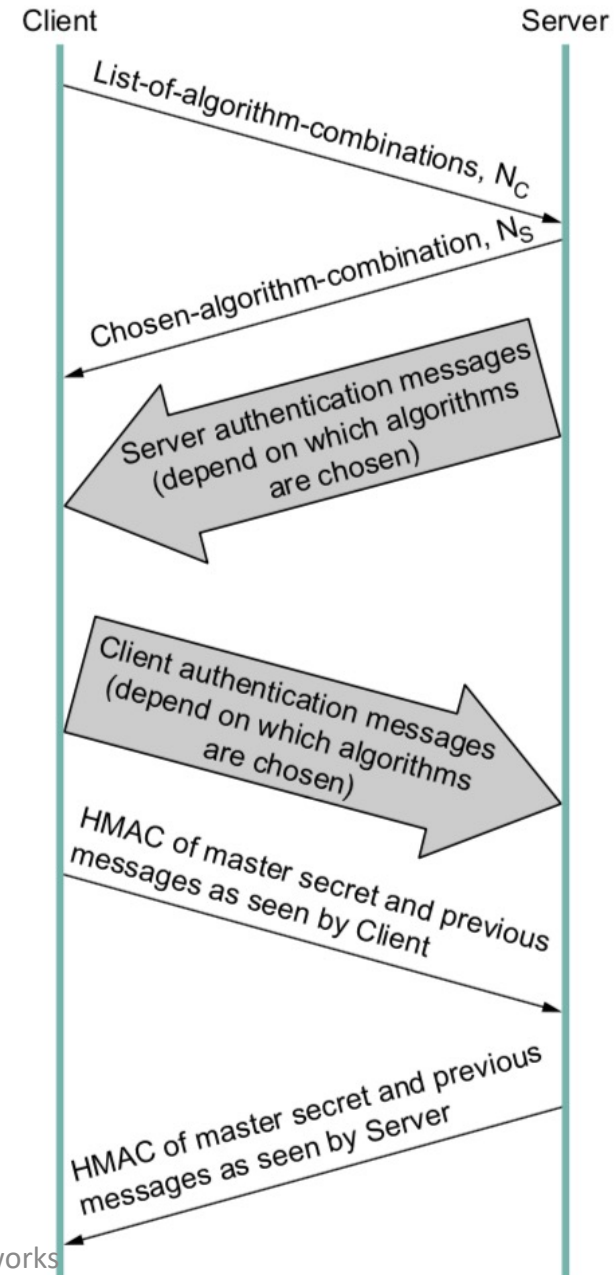 Client
Server
List-of-algorithm-combinations, NC
Chosen-algorithm-combination, NS
Server authentication messages
(depend on which algorithms
are chosen)
Client authentication messages
(depend on which algorithms
are chosen)
HMAC of master secret and previous
messages as seen by Client
HMAC of master secret and previous
messages as seen by Server